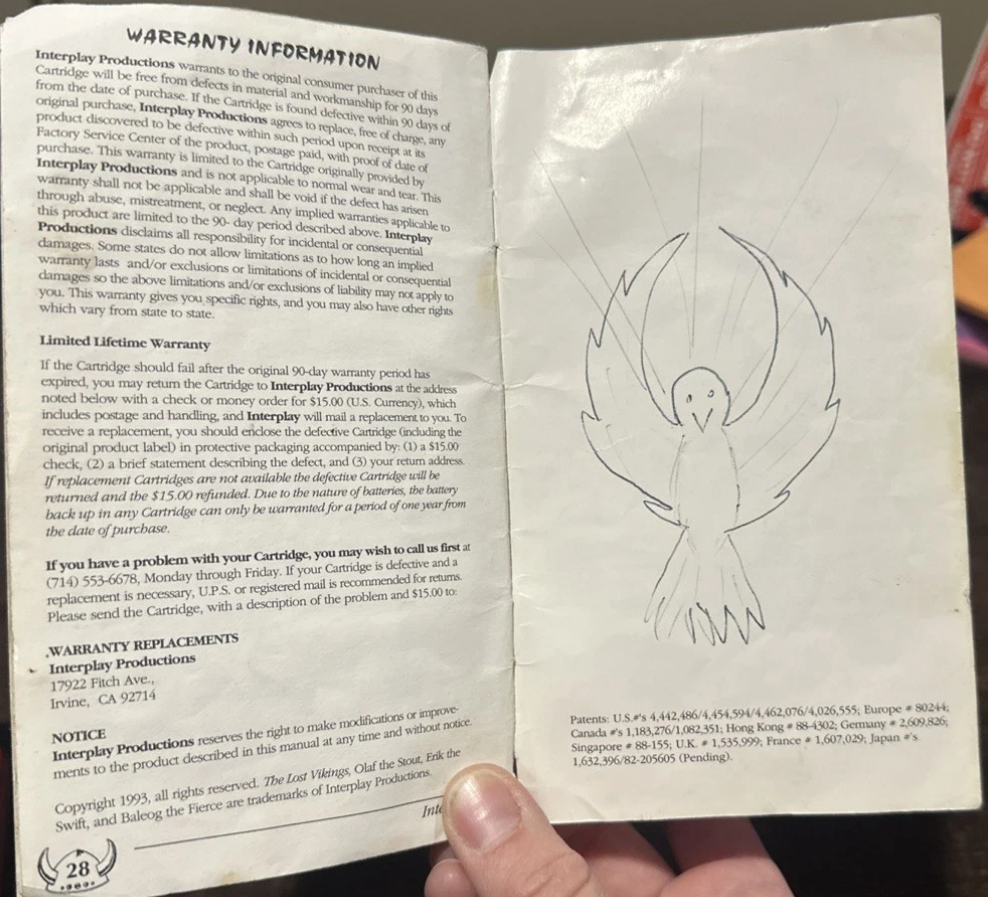 WARRANTY INFORMATION
Interplay Productions warrants to the original consumer purchaser of this
Cartridge will be free from defects in material and workmanship for 90 days
from the date of purchase. If the Cartridge is found defective within 90 days of
original purchase, Interplay Productions agrees to replace, free of charge, any
product discovered to be defective within such period upon receipt at its
Factory Service Center of the product, postage paid, with proof of date of
purchase. This warranty is limited to the Cartridge originally provided by
Interplay Productions and is not applicable to normal wear and tear. This
warranty shall not be applicable and shall be void if the defect has arisen
through abuse, mistreatment, or neglect. Any implied warranties applicable to
this product are limited to the 90- day period described above. Interplay
Productions disclaims all responsibility for incidental or consequential
damages. Some states do not allow limitations as to how long an implied
warranty lasts and/or exclusions or limitations of incidental or consequential
damages so the above limitations and/or exclusions of liability may not apply to
you. This warranty gives you specific rights, and you may also have other rights
which vary from state to state.
Limited Lifetime Warranty
If the Cartridge should fail after the original 90-day warranty period has
expired, you may return the Cartridge to Interplay Productions at the address
noted below with a check or money order for $15.00 (U.S. Currency), which
includes postage and handling, and Interplay will mail a replacement to you. To
receive a replacement, you should enclose the defective Cartridge (including the
original product label) in protective packaging accompanied by: (1) a $15.00
check, (2) a brief statement describing the defect, and (3) your return address.
If replacement Cartridges are not available the defective Cartridge will be
returned and the $15.00 refunded. Due to the nature of batteries, the battery
back up in any Cartridge can only be warranted for a period of one year from
the date of purchase.
If you have a problem with your Cartridge, you may wish to call us first at
(714) 553-6678, Monday through Friday. If your Cartridge is defective and a
replacement is necessary, U.P.S. or registered mail is recommended for returns.
Please send the Cartridge, with a description of the problem and $15.00 to:
WARRANTY REPLACEMENTS
Interplay Productions
17922 Fitch Ave.,
Irvine, CA 92714
NOTICE
Interplay Productions reserves the right to make modifications or improve-
ments to the product described in this manual at any time and without notice.
Copyright 1993, all rights reserved. The Lost Vikings, Olaf the Stout, Erik the
Swift, and Baleog the Fierce are trademarks of Interplay Productions.
28
Patents: U.S.#'s 4,442,486/4,454,594/4,462,076/4,026,555; Europe # 80244;
Canada #'s 1,183,276/1,082,351; Hong Kong # 88-4302; Germany # 2,609,826;
Singapore # 88-155; U.K. # 1,535,999; France # 1,607,029; Japan #'s
1,632,396/82-205605 (Pending).